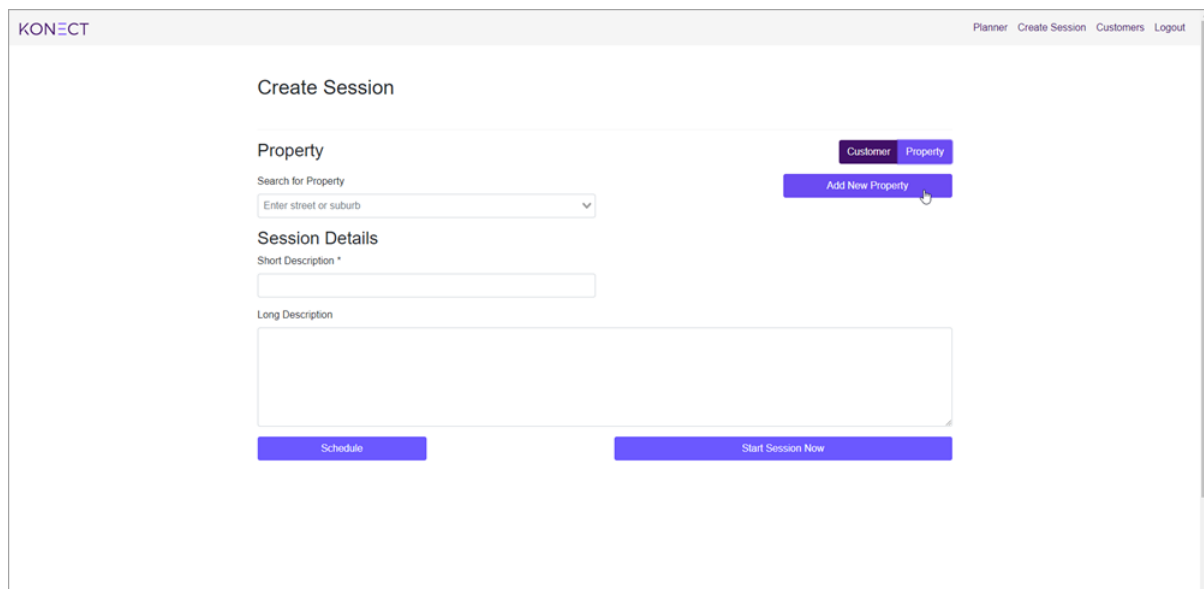 KONECT
Planner Create Session Customers Logout
Create Session
Property
Customer Property
Search for Property
Add New Property
Enter street or suburb
Session Details
Short Description *
Long Description
Schedule
Start Session Now